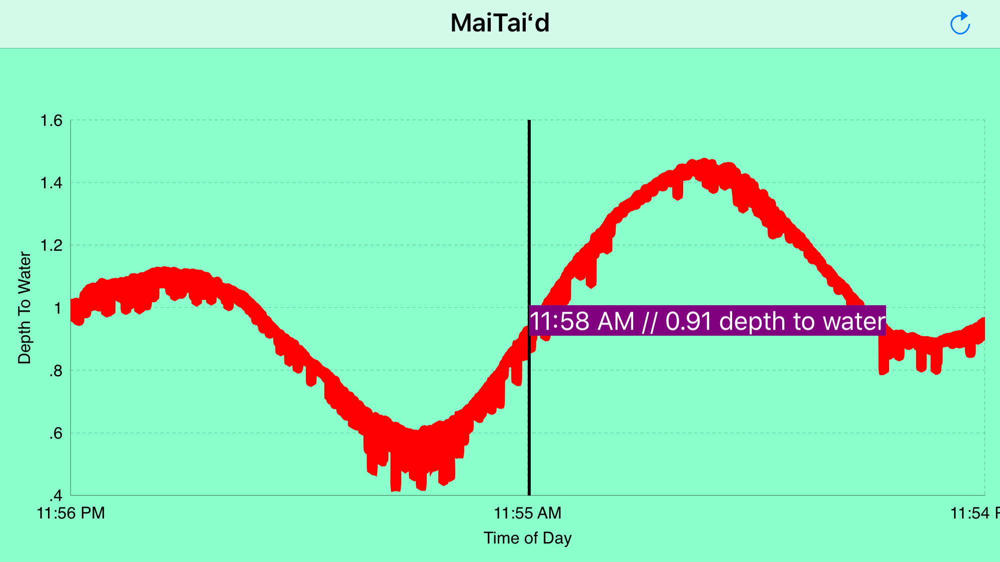 MaiTai‘d
1.6
1.4
1.2
1
.8
.6
.4
Depth To Water
11:58 AM // 0.91 depth to water
11:56 PM
11:55 AM
11:54 P
Time of Day